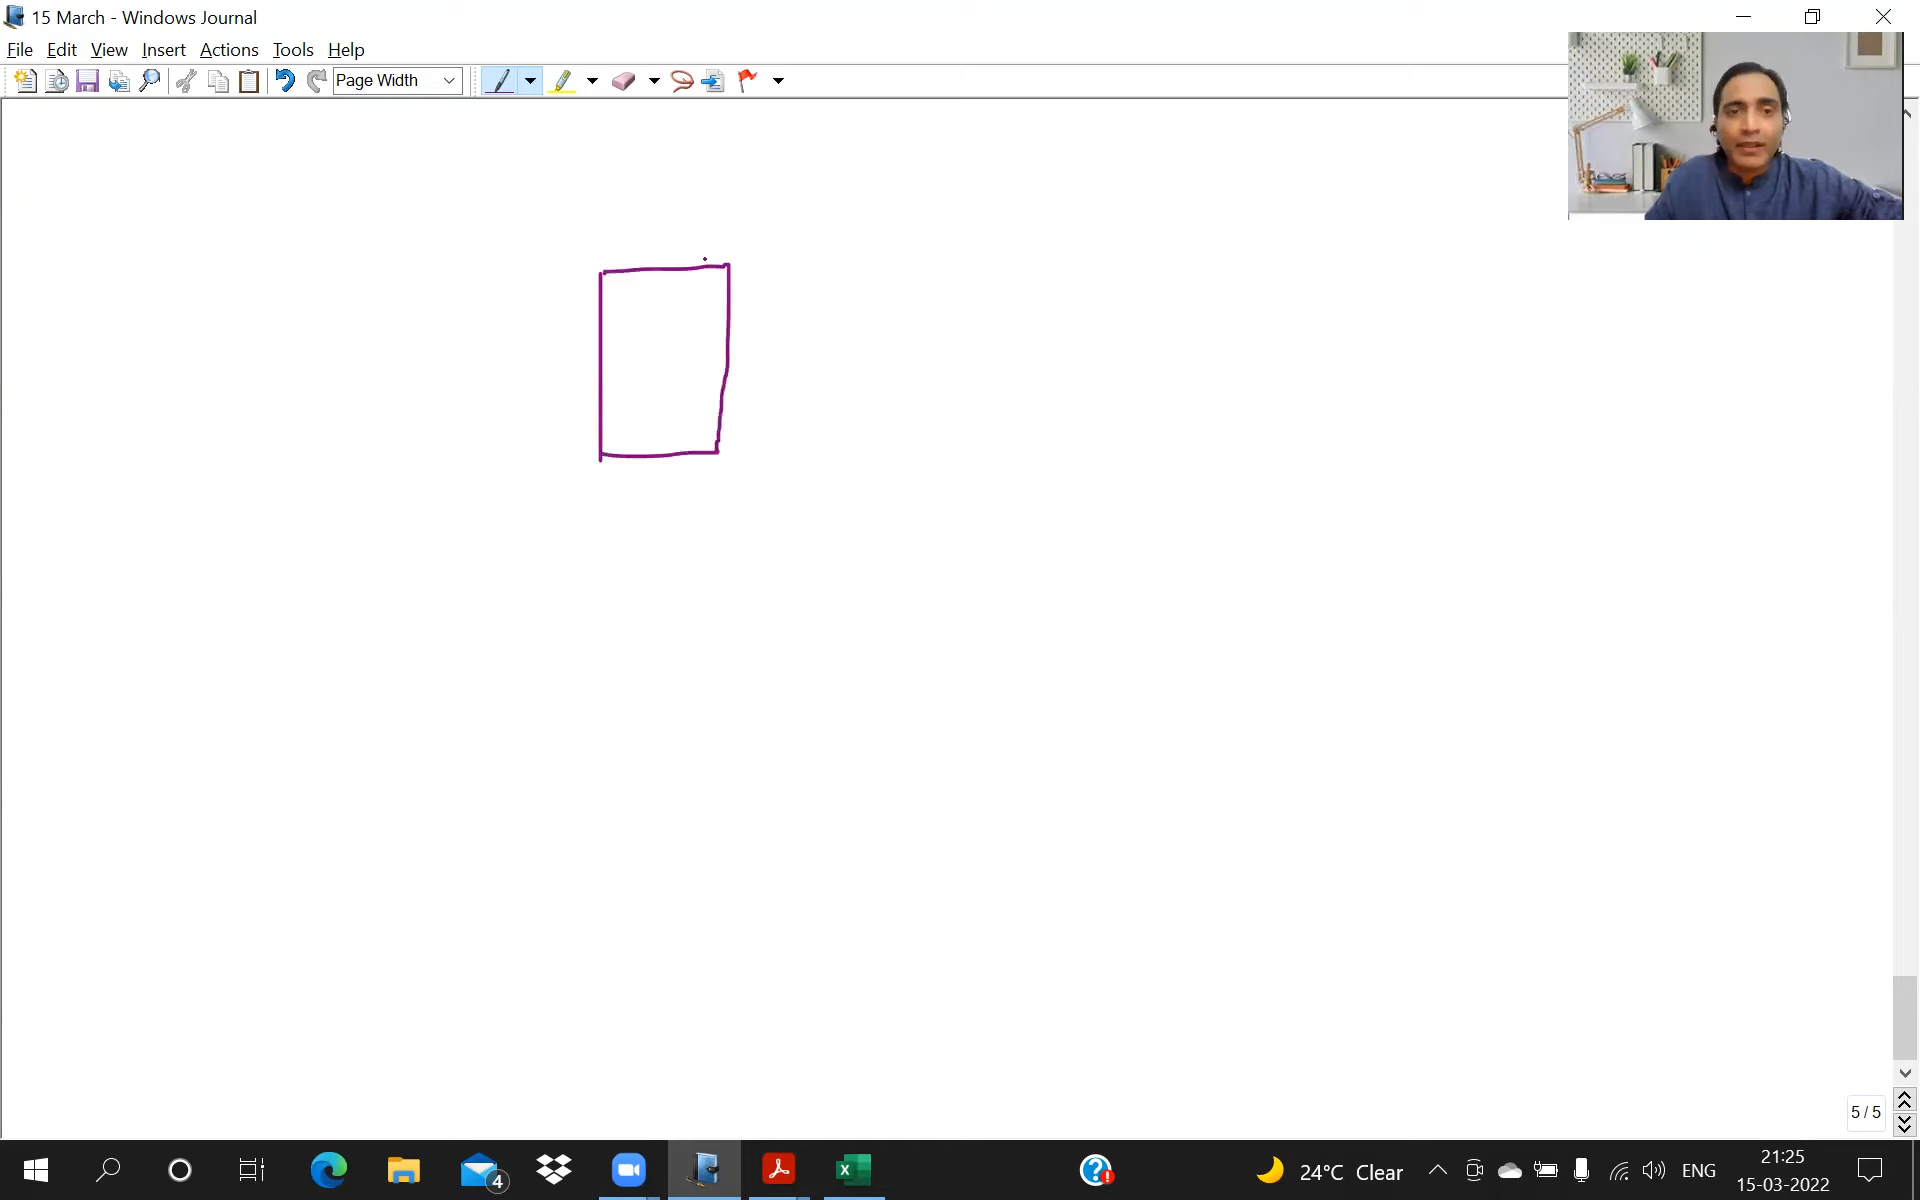 15 March - Windows Journal
File Edit View Insert Actions Tools Help
Page Width
5 / 5
4
24°C Clear
ENG
21:25
15-03-2022